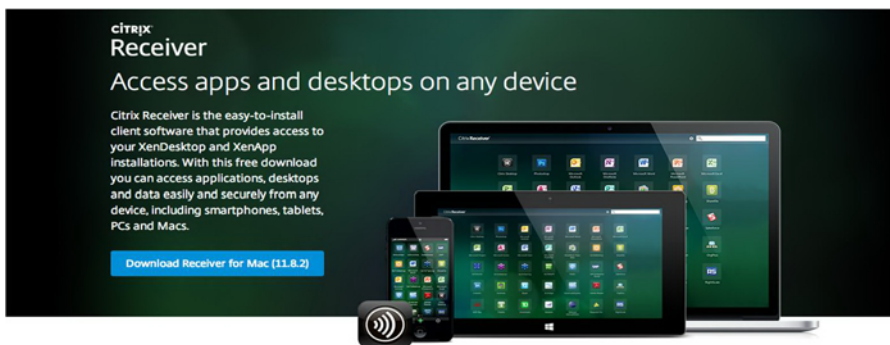 CİTRIX
Receiver
Access apps and desktops on any device
Citrix Receiver is the easy-to-install
client software that provides access to
your XenDesktop and XenApp
installations. With this free download
you can access applications, desktops
and data easily and securely from any
device, including smartphones, tablets,
PCs and Macs.
Download Receiver for Mac (11.8.2)
Citrix Receiver